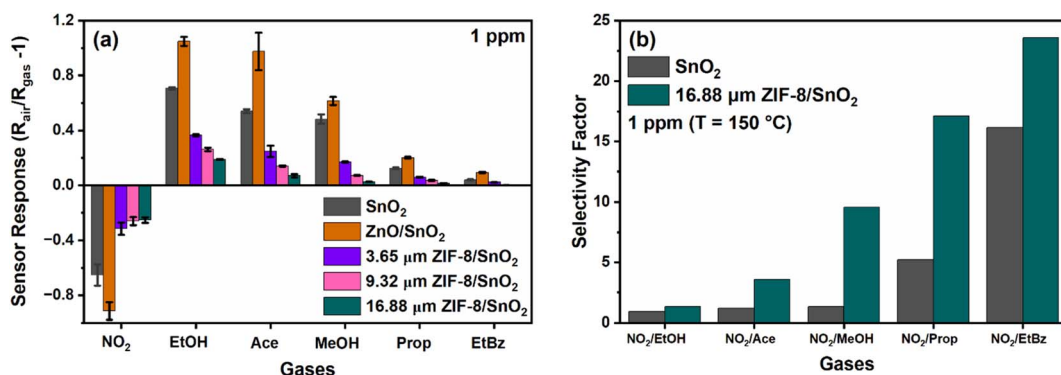 (a)
1 ppm
Sensor Response (R_air/R_gas -1)
1.2
0.8
0.4
0.0
−0.4
−0.8
SnO₂
ZnO/SnO₂
3.65 μm ZIF-8/SnO₂
9.32 μm ZIF-8/SnO₂
16.88 μm ZIF-8/SnO₂
NO₂ EtOH Ace MeOH Prop EtBz
Gases
(b)
Selectivity Factor
25
20
15
10
5
0
SnO₂
16.88 μm ZIF-8/SnO₂
1 ppm (T = 150 °C)
NO₂/EtOH NO₂/Ace NO₂/MeOH NO₂/Prop NO₂/EtBz
Gases